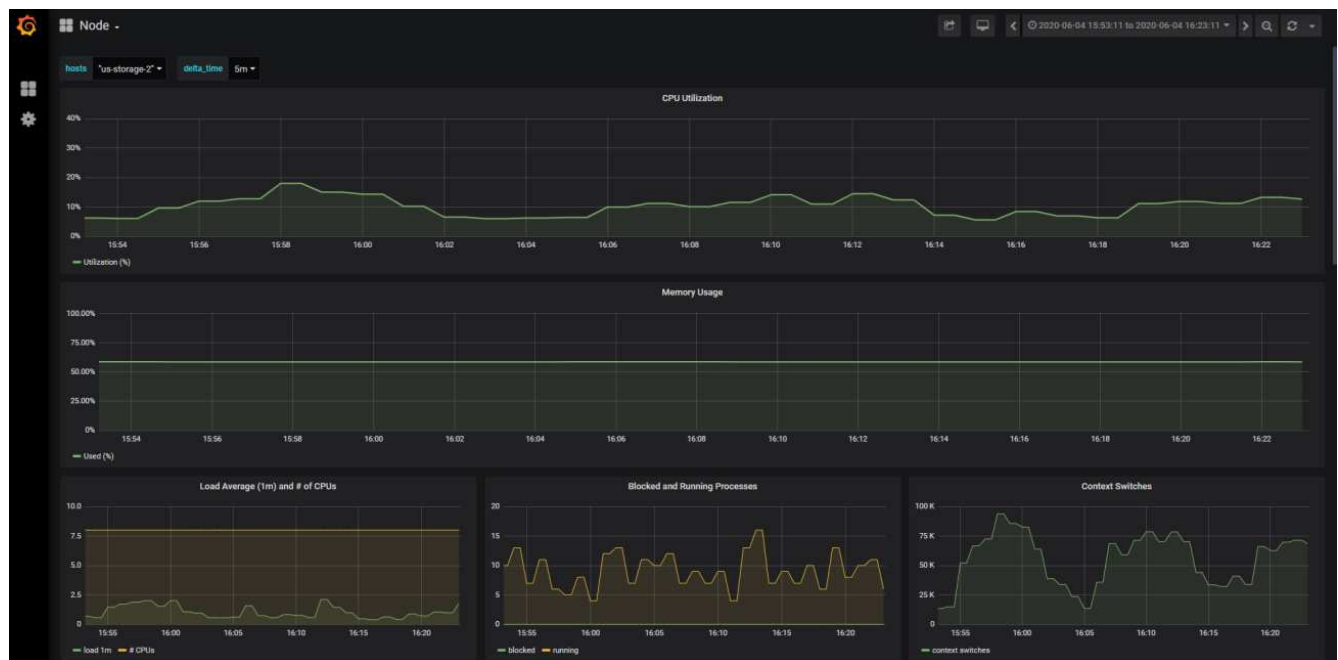 Node
2020-06-04 15:53:11 to 2020-06-04 16:23:11
hosts "us-storage-2" delta_time 5m
CPU Utilization
40%
30%
20%
10%
0%
15:54 15:56 15:58 16:00 16:02 16:04 16:06 16:08 16:10 16:12 16:14 16:16 16:18 16:20 16:22
Utilization (%)
Memory Usage
100.00%
75.00%
50.00%
25.00%
0%
15:54 15:56 15:58 16:00 16:02 16:04 16:06 16:08 16:10 16:12 16:14 16:16 16:18 16:20 16:22
Used (%)
Load Average (1m) and # of CPUs
10.0
7.5
5.0
2.5
0
15:55 16:00 16:05 16:10 16:15 16:20
load 1m # CPUs
Blocked and Running Processes
20
15
10
5
0
15:55 16:00 16:05 16:10 16:15 16:20
blocked running
Context Switches
100 K
75 K
50 K
25 K
0
15:55 16:00 16:05 16:10 16:15 16:20
context switches